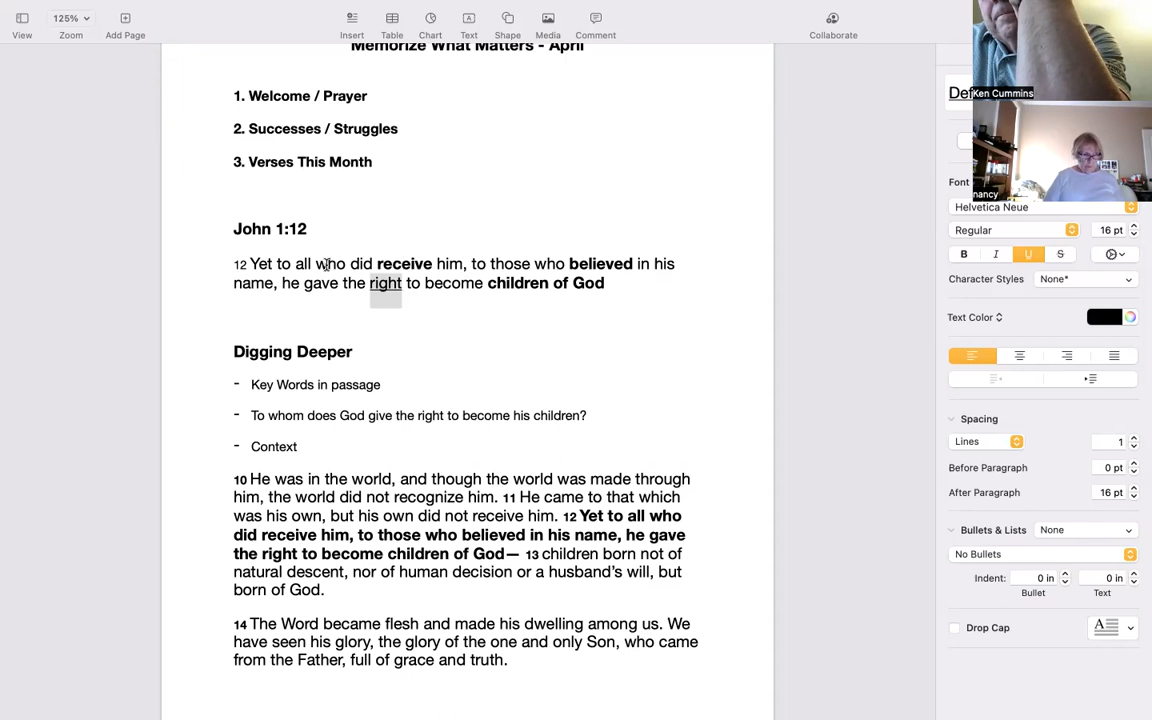 125%
View
Zoom
Add Page
Insert
Table
Chart
Text
Shape
Media
Comment
Collaborate
Memorize What Matters - April
1. Welcome / Prayer
2. Successes / Struggles
3. Verses This Month
John 1:12
12 Yet to all who did receive him, to those who believed in his
name, he gave the right to become children of God
Digging Deeper
- Key Words in passage
- To whom does God give the right to become his children?
- Context
10 He was in the world, and though the world was made through
him, the world did not recognize him. 11 He came to that which
was his own, but his own did not receive him. 12 Yet to all who
did receive him, to those who believed in his name, he gave
the right to become children of God— 13 children born not of
natural descent, nor of human decision or a husband’s will, but
born of God.
14 The Word became flesh and made his dwelling among us. We
have seen his glory, the glory of the one and only Son, who came
from the Father, full of grace and truth.
Ken Cummins
nancy
Font
Helvetica Neue
Regular
16 pt
B I U S
Character Styles
None*
Text Color
Spacing
Lines
1
Before Paragraph
0 pt
After Paragraph
16 pt
Bullets & Lists
None
No Bullets
Indent:
0 in
0 in
Bullet
Text
Drop Cap
A